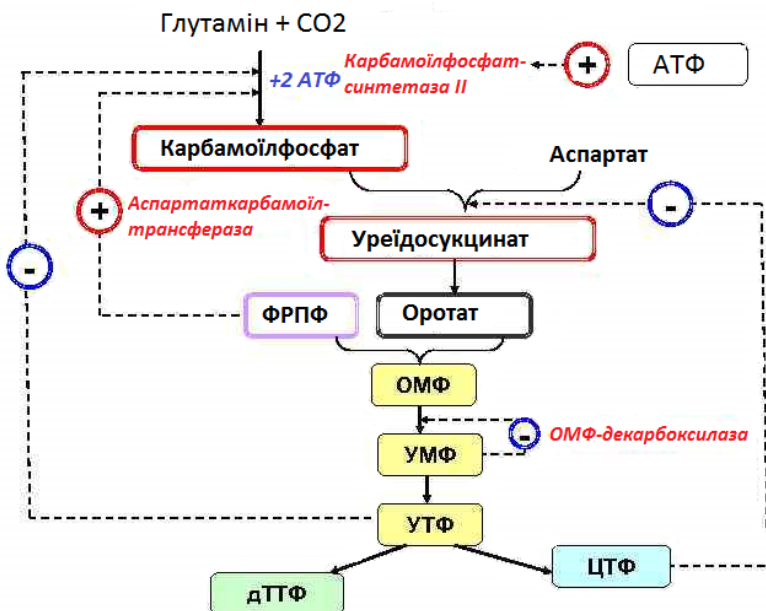 Глутамін + СО2
+2 АТФ
Карбамоїлфосфат-
синтетаза II
+
АТФ
Карбамоїлфосфат
Аспартат
+
Аспартаткарбамоїл-
трансфераза
-
-
Уреїдосукцинат
ФРПФ
Оротат
ОМФ
-
ОМФ-декарбоксилаза
УМФ
УТФ
дТТФ
ЦТФ